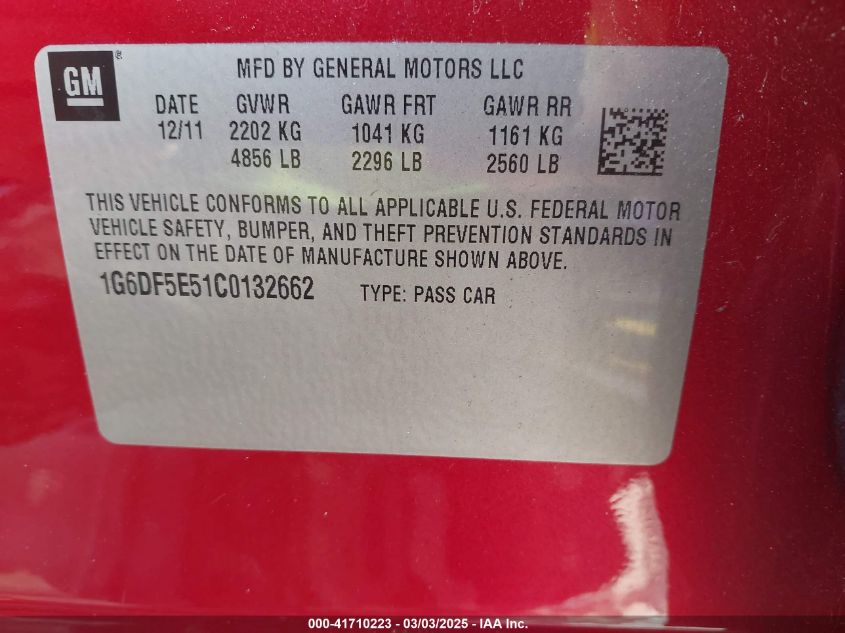 GM®
MFD BY GENERAL MOTORS LLC
DATE GVWR GAWR FRT GAWR RR
12/11 2202 KG 1041 KG 1161 KG
4856 LB 2296 LB 2560 LB
THIS VEHICLE CONFORMS TO ALL APPLICABLE U.S. FEDERAL MOTOR
VEHICLE SAFETY, BUMPER, AND THEFT PREVENTION STANDARDS IN
EFFECT ON THE DATE OF MANUFACTURE SHOWN ABOVE.
1G6DF5E51C0132662 TYPE: PASS CAR
000-41710223 - 03/03/2025 - IAA Inc.